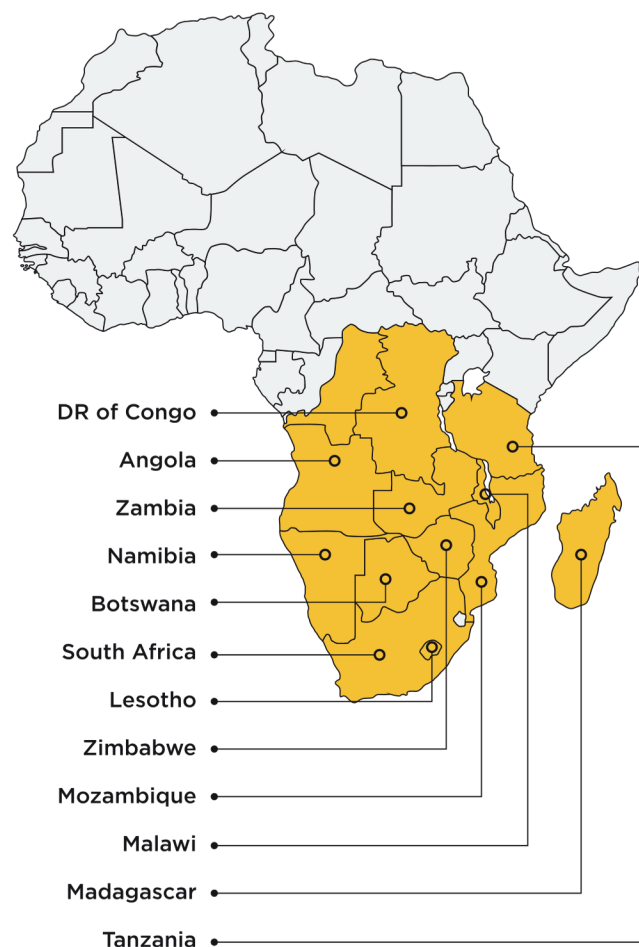 DR of Congo
Angola
Zambia
Namibia
Botswana
South Africa
Lesotho
Zimbabwe
Mozambique
Malawi
Madagascar
Tanzania